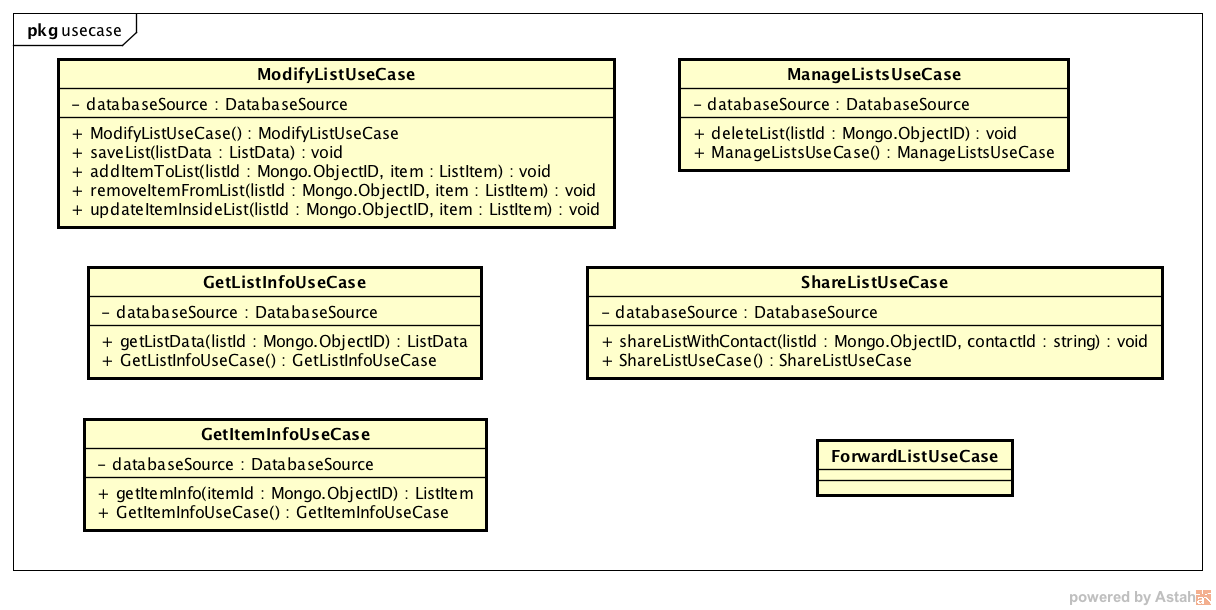 pkg usecase
ModifyListUseCase
- databaseSource : DatabaseSource
+ ModifyListUseCase() : ModifyListUseCase
+ saveList(listData : ListData) : void
+ addItemToList(listId : Mongo.ObjectID, item : ListItem) : void
+ removeItemFromList(listId : Mongo.ObjectID, item : ListItem) : void
+ updateItemInsideList(listId : Mongo.ObjectID, item : ListItem) : void
ManageListsUseCase
- databaseSource : DatabaseSource
+ deleteList(listId : Mongo.ObjectID) : void
+ ManageListsUseCase() : ManageListsUseCase
GetListInfoUseCase
- databaseSource : DatabaseSource
+ getListData(listId : Mongo.ObjectID) : ListData
+ GetListInfoUseCase() : GetListInfoUseCase
ShareListUseCase
- databaseSource : DatabaseSource
+ shareListWithContact(listId : Mongo.ObjectID, contactId : string) : void
+ ShareListUseCase() : ShareListUseCase
GetItemInfoUseCase
- databaseSource : DatabaseSource
+ getItemInfo(itemId : Mongo.ObjectID) : ListItem
+ GetItemInfoUseCase() : GetItemInfoUseCase
ForwardListUseCase
powered by Astah